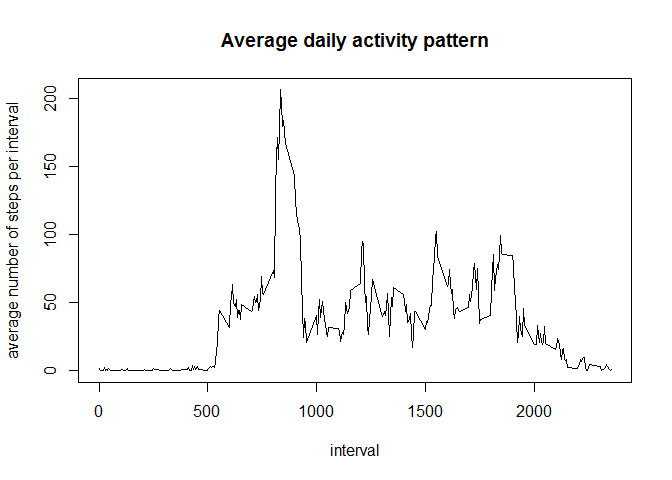 Average daily activity pattern
average number of steps per interval
200
150
100
50
0
0 500 1000 1500 2000
interval